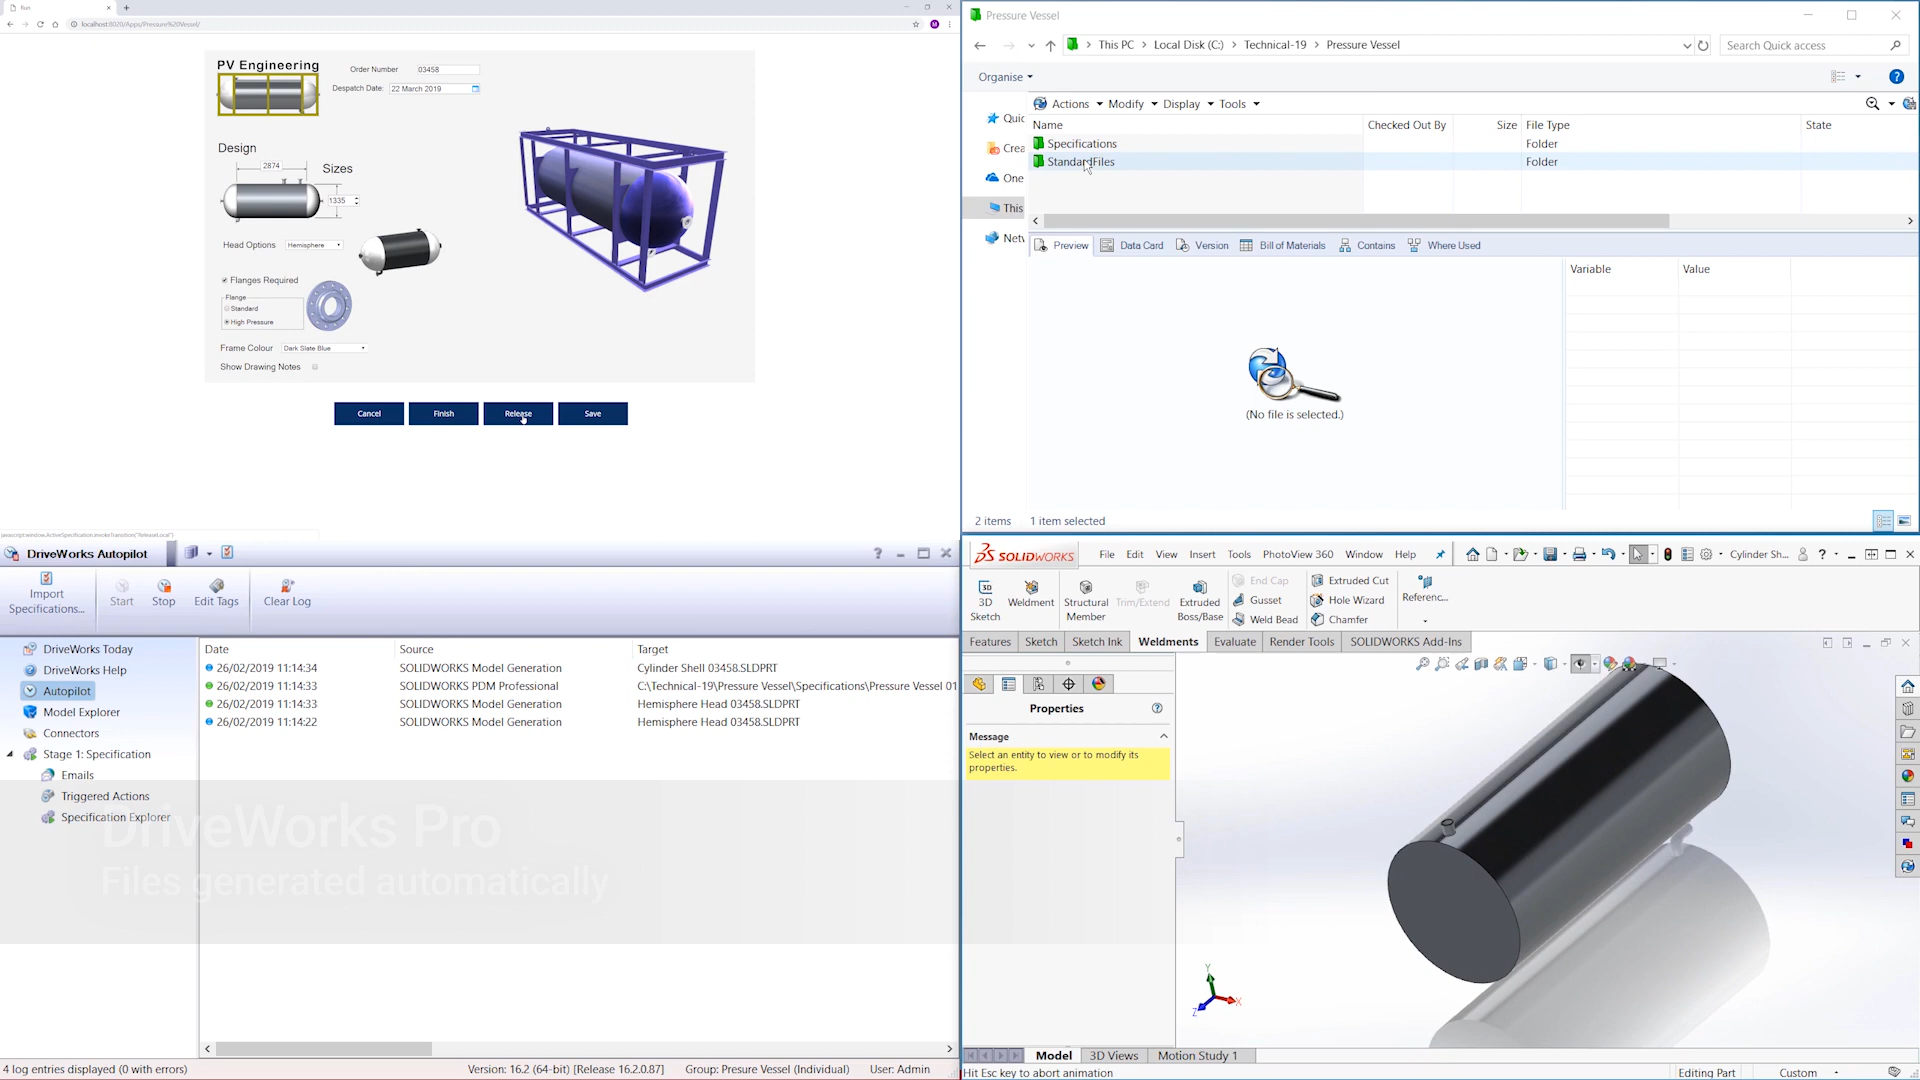 Run
localhost:8020/Apps/Pressure%20Vessel/
PV Engineering
Order Number 03458
Despatch Date: 22 March 2019
Design
2874
Sizes
1335
Head Options Hemisphere
Flanges Required
Flange
Standard
High Pressure
Frame Colour Dark Slate Blue
Show Drawing Notes
Cancel Finish Release Save
Pressure Vessel
This PC > Local Disk (C:) > Technical-19 > Pressure Vessel
Search Quick access
Organise
Actions Modify Display Tools
Name Checked Out By Size File Type State
Specifications Folder
StandardFiles Folder
Quic
Crea
One
This
Netv
Preview Data Card Version Bill of Materials Contains Where Used
Variable Value
(No file is selected.)
2 items 1 item selected
DriveWorks Autopilot
Import Specifications...
Start Stop Edit Tags Clear Log
DriveWorks Today
DriveWorks Help
Autopilot
Model Explorer
Connectors
Stage 1: Specification
Emails
Triggered Actions
Specification Explorer
Date Source Target
26/02/2019 11:14:34 SOLIDWORKS Model Generation Cylinder Shell 03458.SLDPRT
26/02/2019 11:14:33 SOLIDWORKS PDM Professional C:\Technical-19\Pressure Vessel\Specifications\Pressure Vessel 01
26/02/2019 11:14:33 SOLIDWORKS Model Generation Hemisphere Head 03458.SLDPRT
26/02/2019 11:14:22 SOLIDWORKS Model Generation Hemisphere Head 03458.SLDPRT
DriveWorks Pro
Files generated automatically
4 log entries displayed (0 with errors) Version: 16.2 (64-bit) [Release 16.2.0.87] Group: Presure Vessel (Individual) User: Admin
SOLIDWORKS File Edit View Insert Tools PhotoView 360 Window Help Cylinder Sh...
3D Sketch
Weldment
Structural Member
Trim/Extend
Extruded Boss/Base
End Cap
Gusset
Weld Bead
Extruded Cut
Hole Wizard
Chamfer
Referenc...
Features Sketch Sketch Ink Weldments Evaluate Render Tools SOLIDWORKS Add-Ins
Properties
Message
Select an entity to view or to modify its
properties.
Y
X
Z
Model 3D Views Motion Study 1
Hit Esc key to abort animation Editing Part Custom